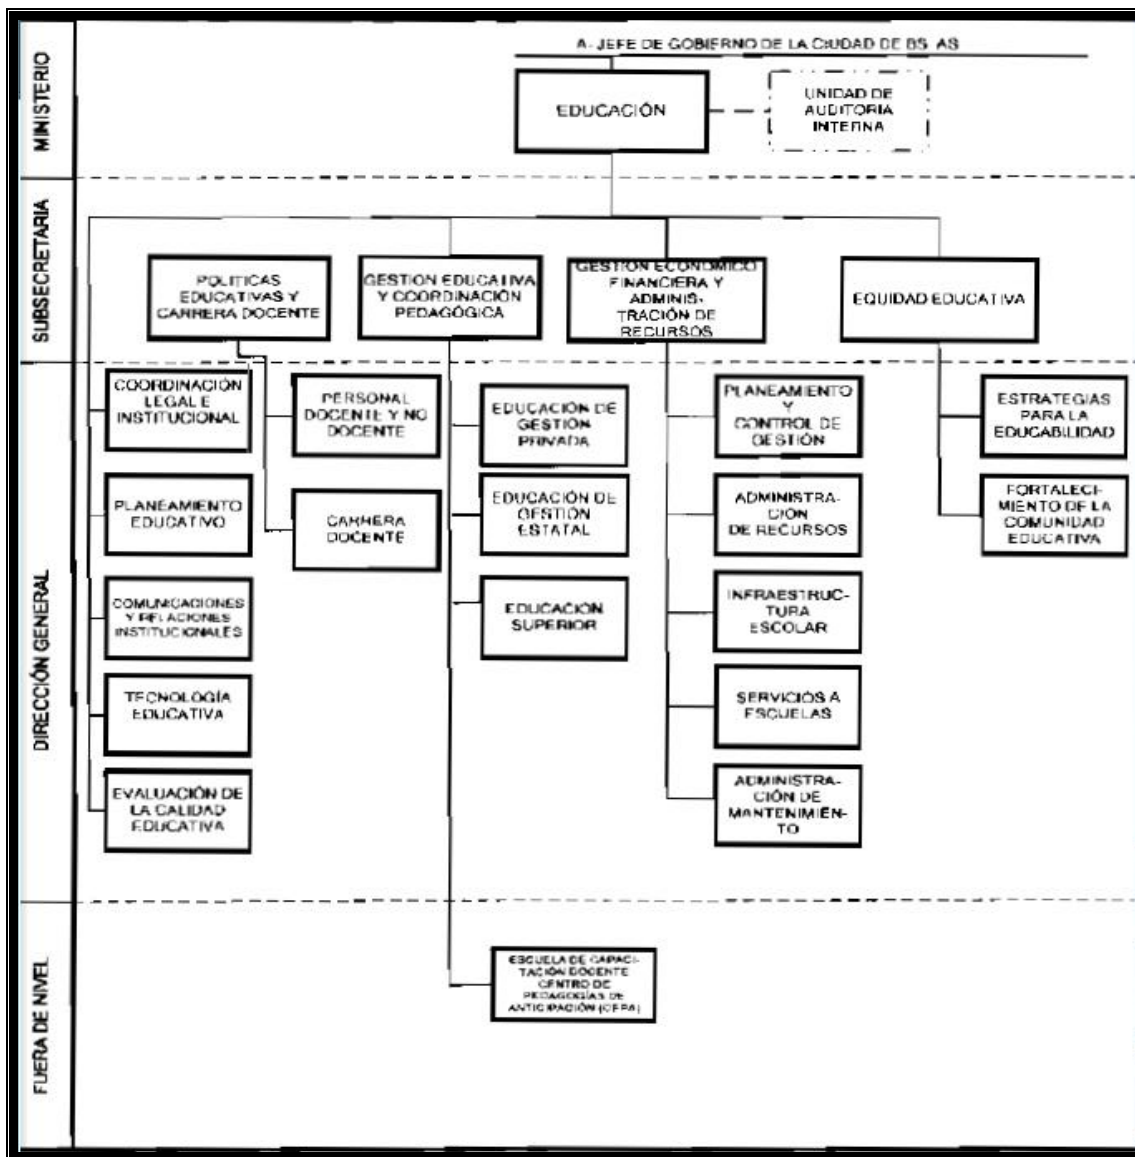 A- JEFE DE GOBIERNO DE LA CIUDAD DE BS AS
MINISTERIO
EDUCACIÓN
UNIDAD DE
AUDITORIA
INTERNA
SUBSECRETARIA
POLITICAS
EDUCATIVAS Y
CARRERA DOCENTE
GESTION EDUCATIVA
Y COORDINACIÓN
PEDAGÓGICA
GESTION ECONOMICO
FINANCIERA Y
ADMINIS-
TRACIÓN DE
RECURSOS
EQUIDAD EDUCATIVA
DIRECCIÓN GENERAL
COORDINACIÓN
LEGAL E
INSTITUCIONAL
PLANEAMIENTO
EDUCATIVO
COMUNICACIONES
Y RELACIONES
INSTITUCIONALES
TECNOLOGÍA
EDUCATIVA
EVALUACIÓN DE
LA CALIDAD
EDUCATIVA
PERSONAL
DOCENTE Y NO
DOCENTE
CARRERA
DOCENTE
EDUCACIÓN DE
GESTIÓN
PRIVADA
EDUCACIÓN DE
GESTIÓN
ESTATAL
EDUCACION
SUPERIOR
PLANEAMIENTO
Y
CONTROL DE
GESTIÓN
ADMINISTRA-
CIÓN
DE RECURSOS
INFRAESTRUC-
TURA
ESCOLAR
SERVICIOS A
ESCUELAS
ADMINISTRA-
CIÓN DE
MANTENIMIÉN-
TO
ESTRATEGIAS
PARA LA
EDUCABILIDAD
FORTALECI-
MIENTO DE LA
COMUNIDAD
EDUCATIVA
FUERA DE NIVEL
ESCUELA DE CAPACI-
TACIÓN DOCENTE
CENTRO DE
PEDAGOGÍAS DE
ANTICIPACIÓN (CEPA)